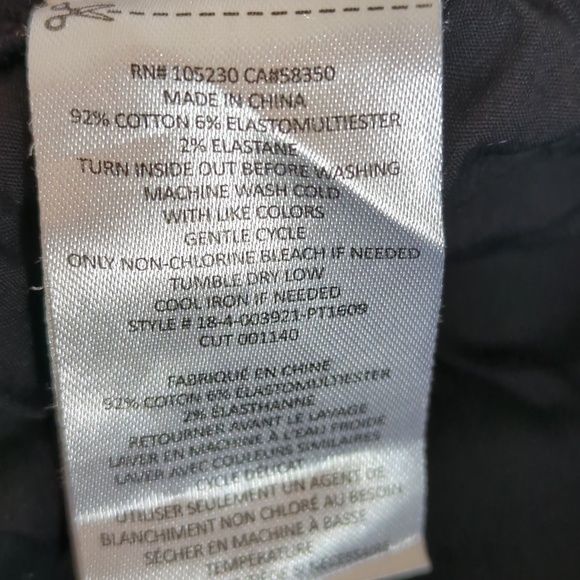 RN# 105230 CA#58350
MADE IN CHINA
92% COTTON 6% ELASTOMULTIESTER
2% ELASTANE
TURN INSIDE OUT BEFORE WASHING
MACHINE WASH COLD
WITH LIKE COLORS
GENTLE CYCLE
ONLY NON-CHLORINE BLEACH IF NEEDED
TUMBLE DRY LOW
COOL IRON IF NEEDED
STYLE # 18-4-003921-PT1609
CUT 001140
FABRIQUÉ EN CHINE
92% COTON 6% ELASTOMULTIESTER
2% ELASTHANNE
RETOURNER AVANT LE LAVAGE
LAVER EN MACHINE À L'EAU FROIDE
LAVER AVEC COULEURS SIMILAIRES
CYCLE DÉLICAT
UTILISER SEULEMENT UN AGENT DE
BLANCHIMENT NON CHLORÉ AU BESOIN
SÉCHER EN MACHINE À BASSE
TEMPÉRATURE
NÉCESSAIRE